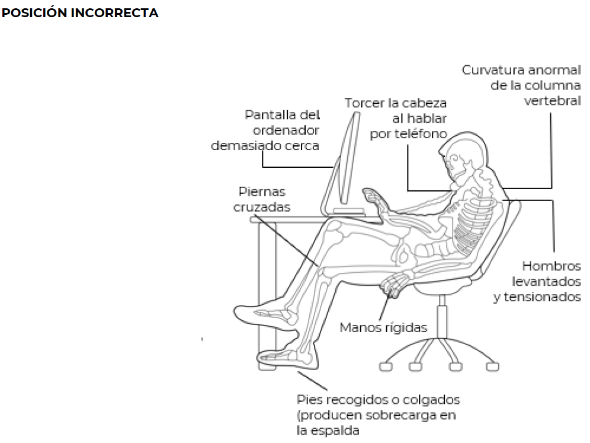 POSICIÓN INCORRECTA
Curvatura anormal
de la columna
vertebral
Torcer la cabeza
al hablar
por teléfono
Pantalla del
ordenador
demasiado cerca
Piernas
cruzadas
Hombros
levantados
y tensionados
Manos rígidas
Pies recogidos o colgados
(producen sobrecarga en
la espalda